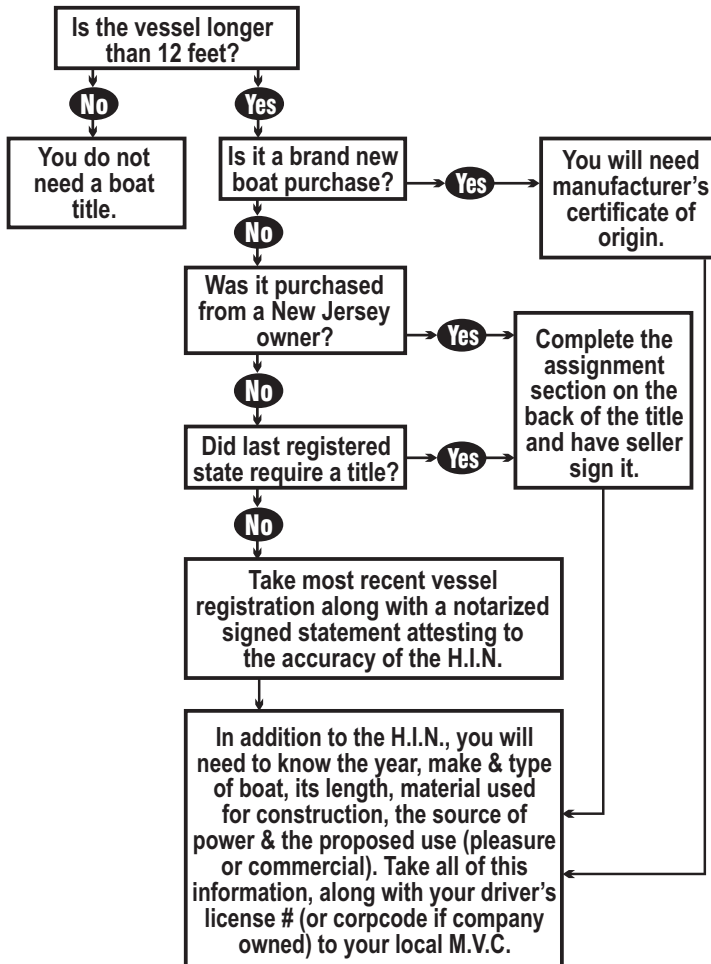 Is the vessel longer
than 12 feet?
No
Yes
You do not
need a boat
title.
Is it a brand new
boat purchase?
Yes
You will need
manufacturer's
certificate of
origin.
No
Was it purchased
from a New Jersey
owner?
Yes
Complete the
assignment
section on the
back of the title
and have seller
sign it.
No
Did last registered
state require a title?
Yes
No
Take most recent vessel
registration along with a notarized
signed statement attesting to
the accuracy of the H.I.N.
In addition to the H.I.N., you will
need to know the year, make & type
of boat, its length, material used
for construction, the source of
power & the proposed use (pleasure
or commercial). Take all of this
information, along with your driver's
license # (or corpcode if company
owned) to your local M.V.C.